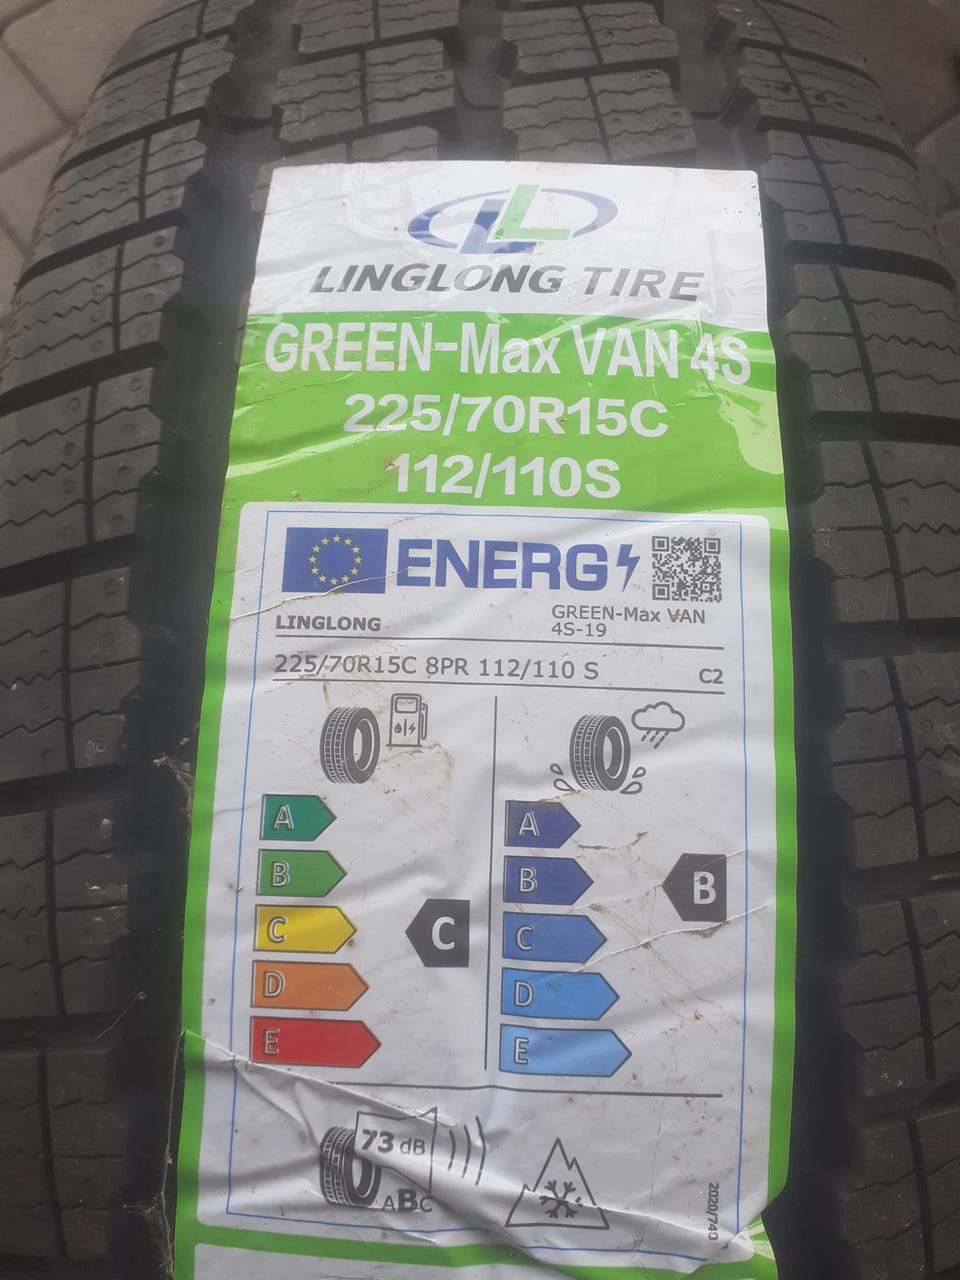 LINGLONG TIRE
GREEN-Max VAN 4S
225/70R15C
112/110S
ENERG
LINGLONG
GREEN-Max VAN
4S-19
225/70R15C 8PR 112/110 S
C2
A
B
C
D
E
C
A
B
C
D
E
B
73 dB
ABC
2020/740